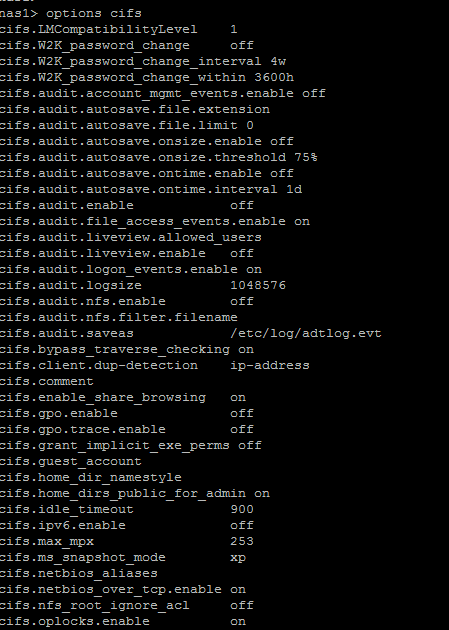 nas1> options cifs
cifs.LMCompatibilityLevel 1
cifs.W2K_password_change off
cifs.W2K_password_change_interval 4w
cifs.W2K_password_change_within 3600h
cifs.audit.account_mgmt_events.enable off
cifs.audit.autosave.file.extension
cifs.audit.autosave.file.limit 0
cifs.audit.autosave.onsize.enable off
cifs.audit.autosave.onsize.threshold 75%
cifs.audit.autosave.ontime.enable off
cifs.audit.autosave.ontime.interval 1d
cifs.audit.enable off
cifs.audit.file_access_events.enable on
cifs.audit.liveview.allowed_users
cifs.audit.liveview.enable off
cifs.audit.logon_events.enable on
cifs.audit.logsize 1048576
cifs.audit.nfs.enable off
cifs.audit.nfs.filter.filename
cifs.audit.saveas /etc/log/adtlog.evt
cifs.bypass_traverse_checking on
cifs.client.dup-detection ip-address
cifs.comment
cifs.enable_share_browsing on
cifs.gpo.enable off
cifs.gpo.trace.enable off
cifs.grant_implicit_exe_perms off
cifs.guest_account
cifs.home_dir_namestyle
cifs.home_dirs_public_for_admin on
cifs.idle_timeout 900
cifs.ipv6.enable off
cifs.max_mpx 253
cifs.ms_snapshot_mode xp
cifs.netbios_aliases
cifs.netbios_over_tcp.enable on
cifs.nfs_root_ignore_acl off
cifs.oplocks.enable on